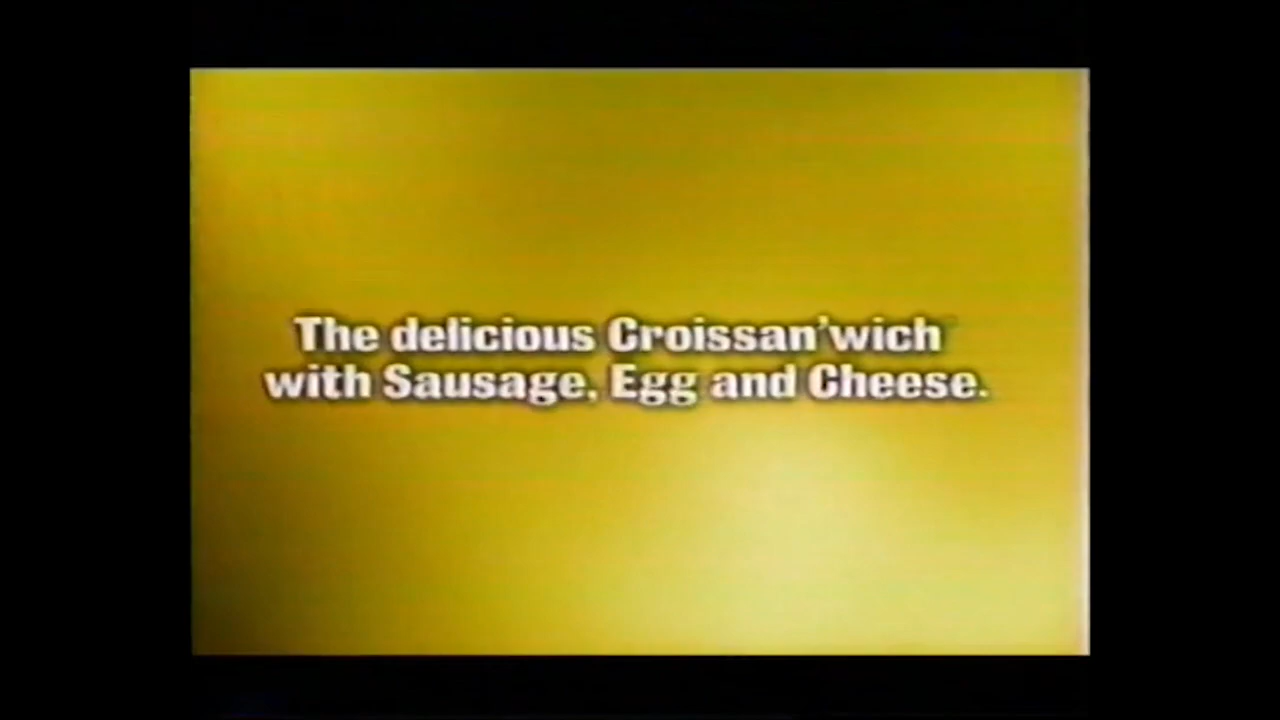 The delicious Croissan'wich
with Sausage, Egg and Cheese.